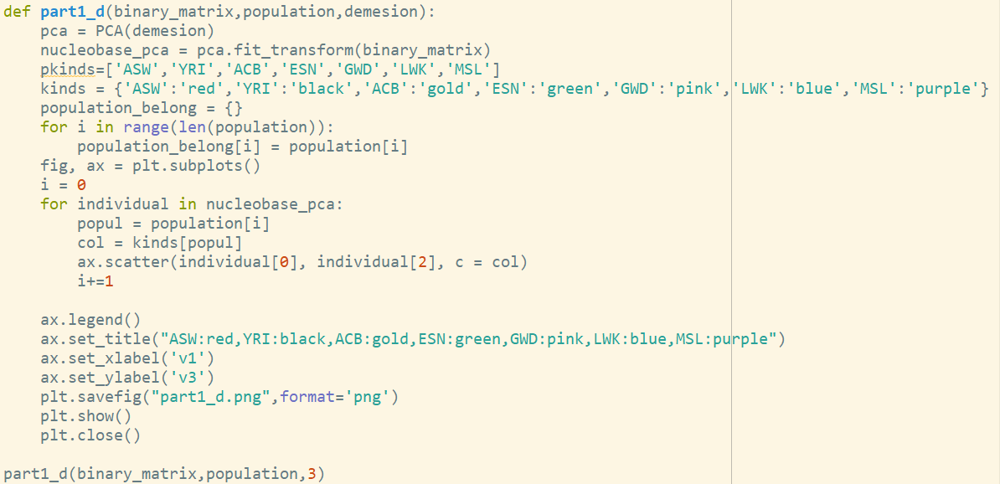 def part1_d(binary_matrix,population,demesion):
    pca = PCA(demesion)
    nucleobase_pca = pca.fit_transform(binary_matrix)
    pkinds=['ASW','YRI','ACB','ESN','GWD','LWK','MSL']
    kinds = {'ASW':'red','YRI':'black','ACB':'gold','ESN':'green','GWD':'pink','LWK':'blue','MSL':'purple'}
    population_belong = {}
    for i in range(len(population)):
        population_belong[i] = population[i]
    fig, ax = plt.subplots()
    i = 0
    for individual in nucleobase_pca:
        popul = population[i]
        col = kinds[popul]
        ax.scatter(individual[0], individual[2], c = col)
        i+=1

    ax.legend()
    ax.set_title("ASW:red,YRI:black,ACB:gold,ESN:green,GWD:pink,LWK:blue,MSL:purple")
    ax.set_xlabel('v1')
    ax.set_ylabel('v3')
    plt.savefig("part1_d.png",format='png')
    plt.show()
    plt.close()

part1_d(binary_matrix,population,3)